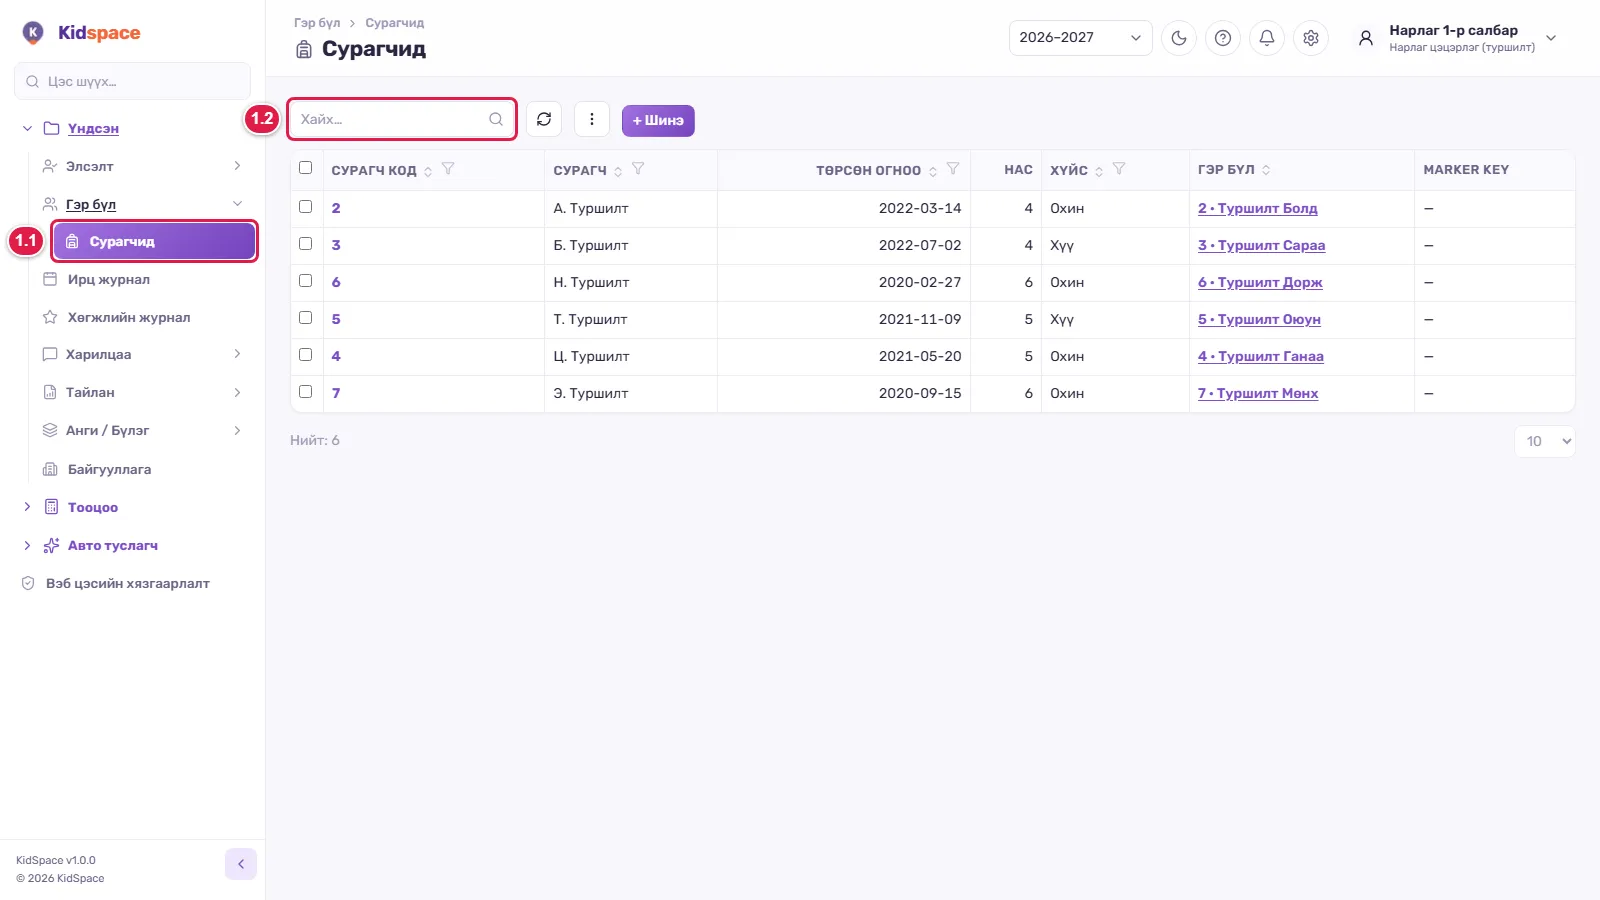 Kidspace
Цэс шүүх...
Үндсэн
Элсэлт
Гэр бүл
1.1
Сурагчид
Ирц журнал
Хөгжлийн журнал
Харилцаа
Тайлан
Анги / Бүлэг
Байгууллага
Тооцоо
Авто туслагч
Вэб цэсийн хязгаарлалт
KidSpace v1.0.0
© 2026 KidSpace
Гэр бүл > Сурагчид
Сурагчид
2026–2027
Нарлаг 1-р салбар
Нарлаг цэцэрлэг (туршилт)
1.2
Хайх...
+ Шинэ
СУРАГЧ КОД СУРАГЧ ТӨРСӨН ОГНОО НАС ХҮЙС ГЭР БҮЛ MARKER KEY
2 А. Туршилт 2022-03-14 4 Охин 2 • Туршилт Болд —
3 Б. Туршилт 2022-07-02 4 Хүү 3 • Туршилт Сараа —
6 Н. Туршилт 2020-02-27 6 Охин 6 • Туршилт Дорж —
5 Т. Туршилт 2021-11-09 5 Хүү 5 • Туршилт Оюун —
4 Ц. Туршилт 2021-05-20 5 Охин 4 • Туршилт Ганаа —
7 Э. Туршилт 2020-09-15 6 Охин 7 • Туршилт Мөнх —
Нийт: 6
10